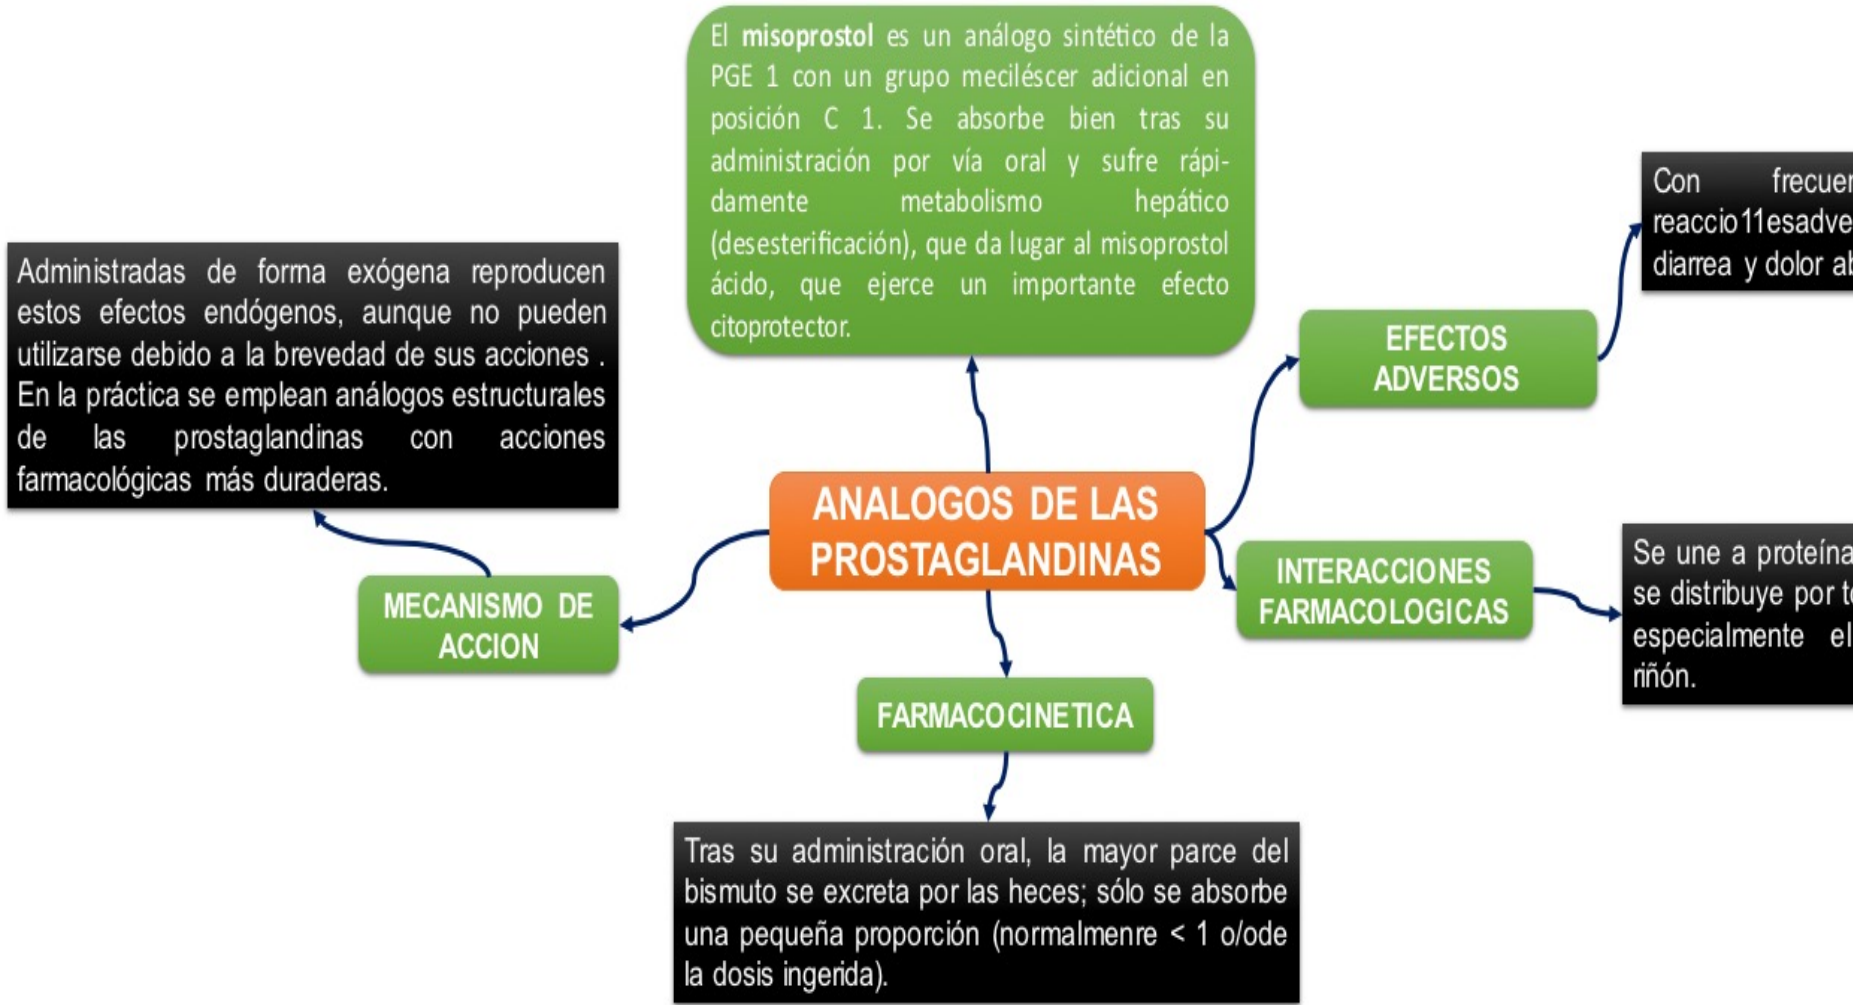 El misoprostol es un análogo sintético de la
PGE 1 con un grupo meciléscer adicional en
posición C 1. Se absorbe bien tras su
administración por vía oral y sufre rápi-
damente metabolismo hepático
(desesterificación), que da lugar al misoprostol
ácido, que ejerce un importante efecto
citoprotector.
Con frecuen
reaccio11esadve
diarrea y dolor ab
Administradas de forma exógena reproducen
estos efectos endógenos, aunque no pueden
utilizarse debido a la brevedad de sus acciones .
En la práctica se emplean análogos estructurales
de las prostaglandinas con acciones
farmacológicas más duraderas.
EFECTOS
ADVERSOS
ANALOGOS DE LAS
PROSTAGLANDINAS
INTERACCIONES
FARMACOLOGICAS
Se une a proteína
se distribuye por to
especialmente el
riñón.
MECANISMO DE
ACCION
FARMACOCINETICA
Tras su administración oral, la mayor parce del
bismuto se excreta por las heces; sólo se absorbe
una pequeña proporción (normalmenre < 1 o/ode
la dosis ingerida).